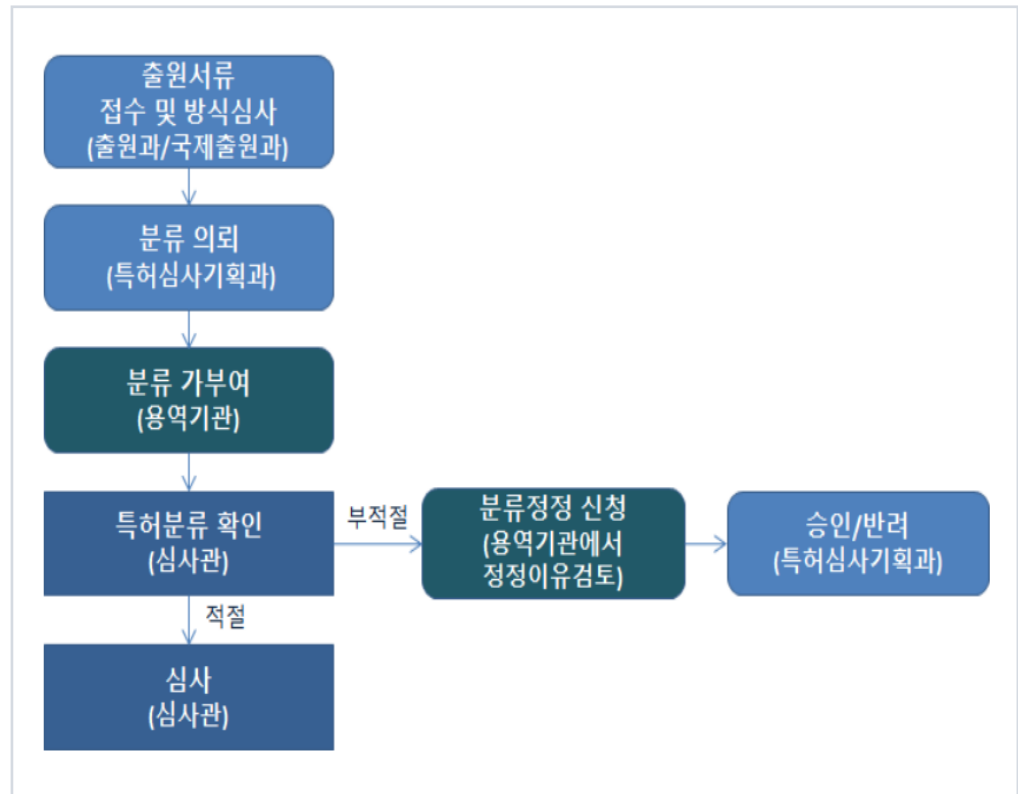 출원서류
접수 및 방식심사
(출원과/국제출원과)
분류 의뢰
(특허심사기획과)
분류 가부여
(용역기관)
특허분류 확인
(심사관)
부적절
분류정정 신청
(용역기관에서
정정이유검토)
승인/반려
(특허심사기획과)
적절
심사
(심사관)